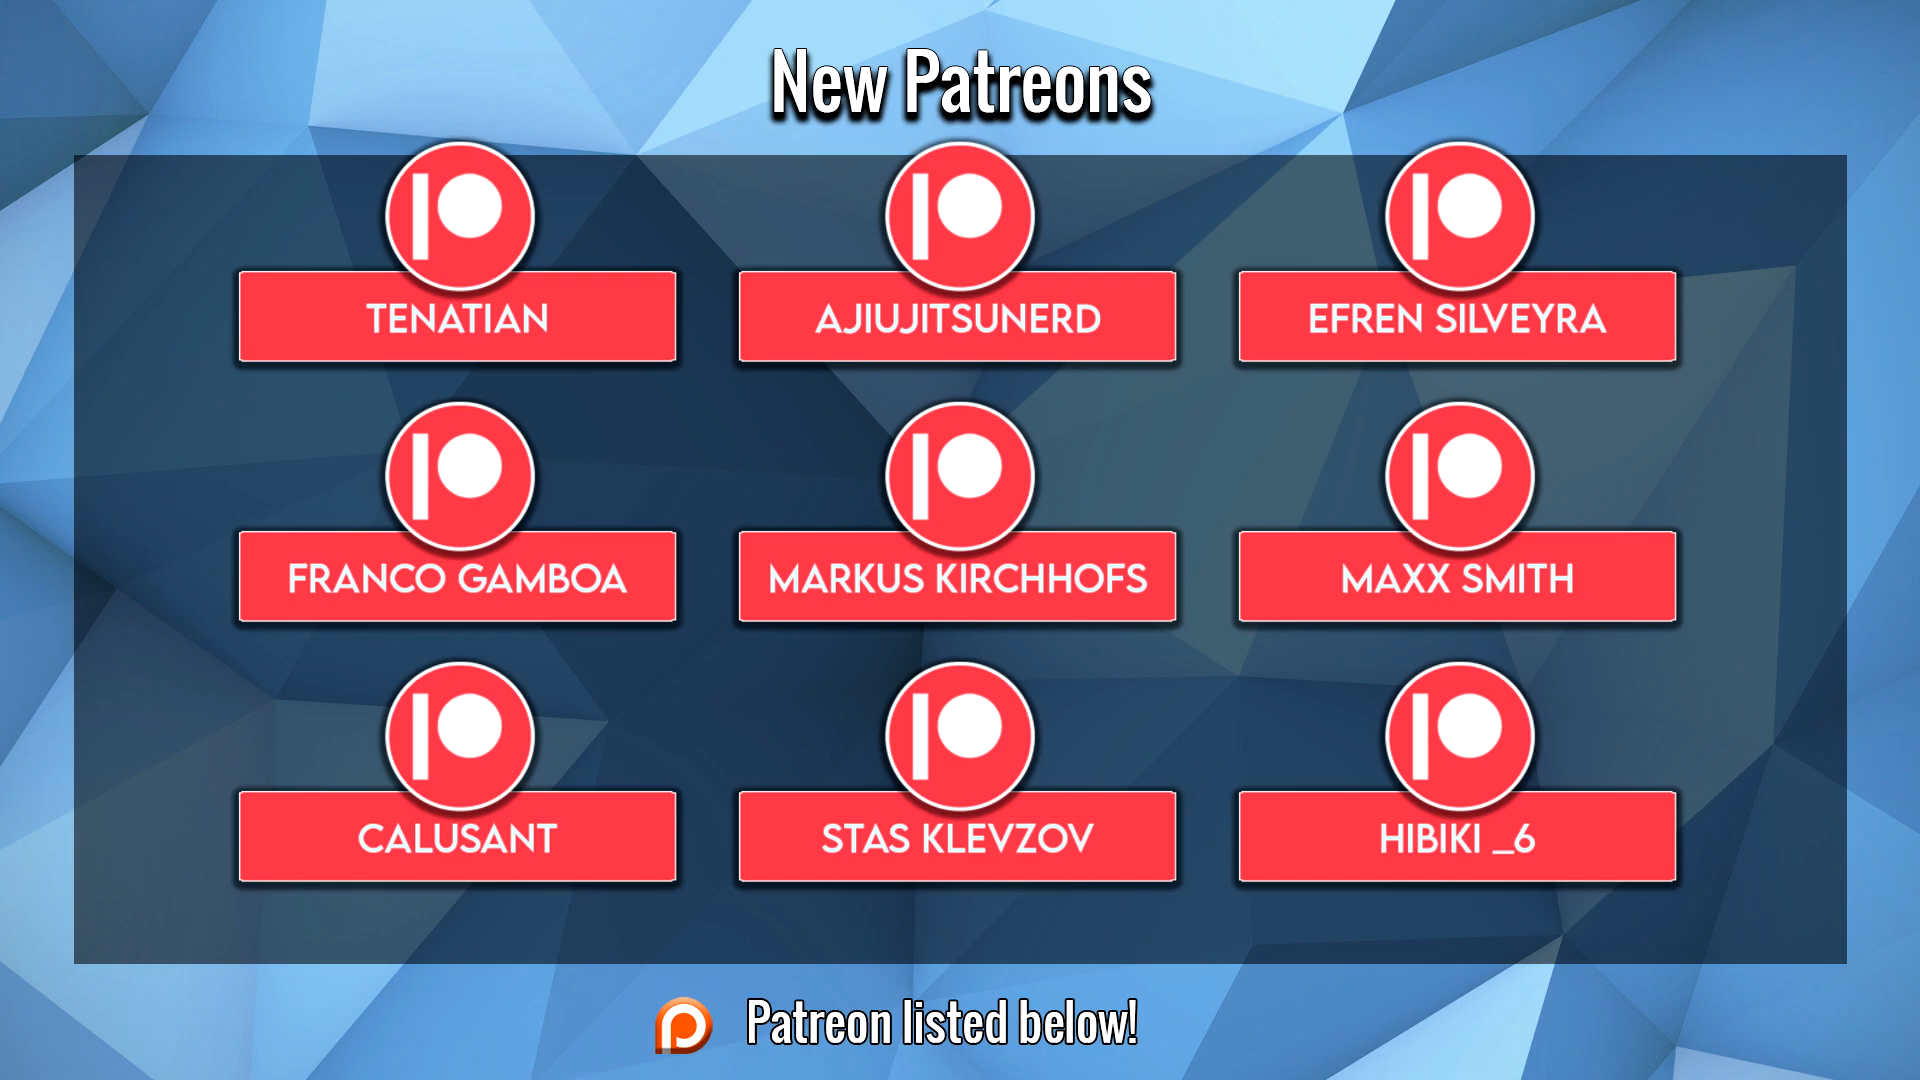 New Patreons
TENATIAN
AJIUJITSUNERD
EFREN SILVEYRA
FRANCO GAMBOA
MARKUS KIRCHHOFS
MAXX SMITH
CALUSANT
STAS KLEVZOV
HIBIKI _6
Patreon listed below!